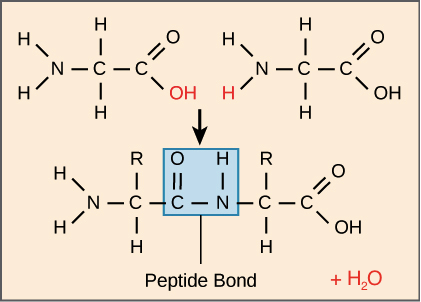 H H O H H O
N C C N C C
H H OH H H OH
H R O H R O
N C C N C C
H H H OH
Peptide Bond + H₂O